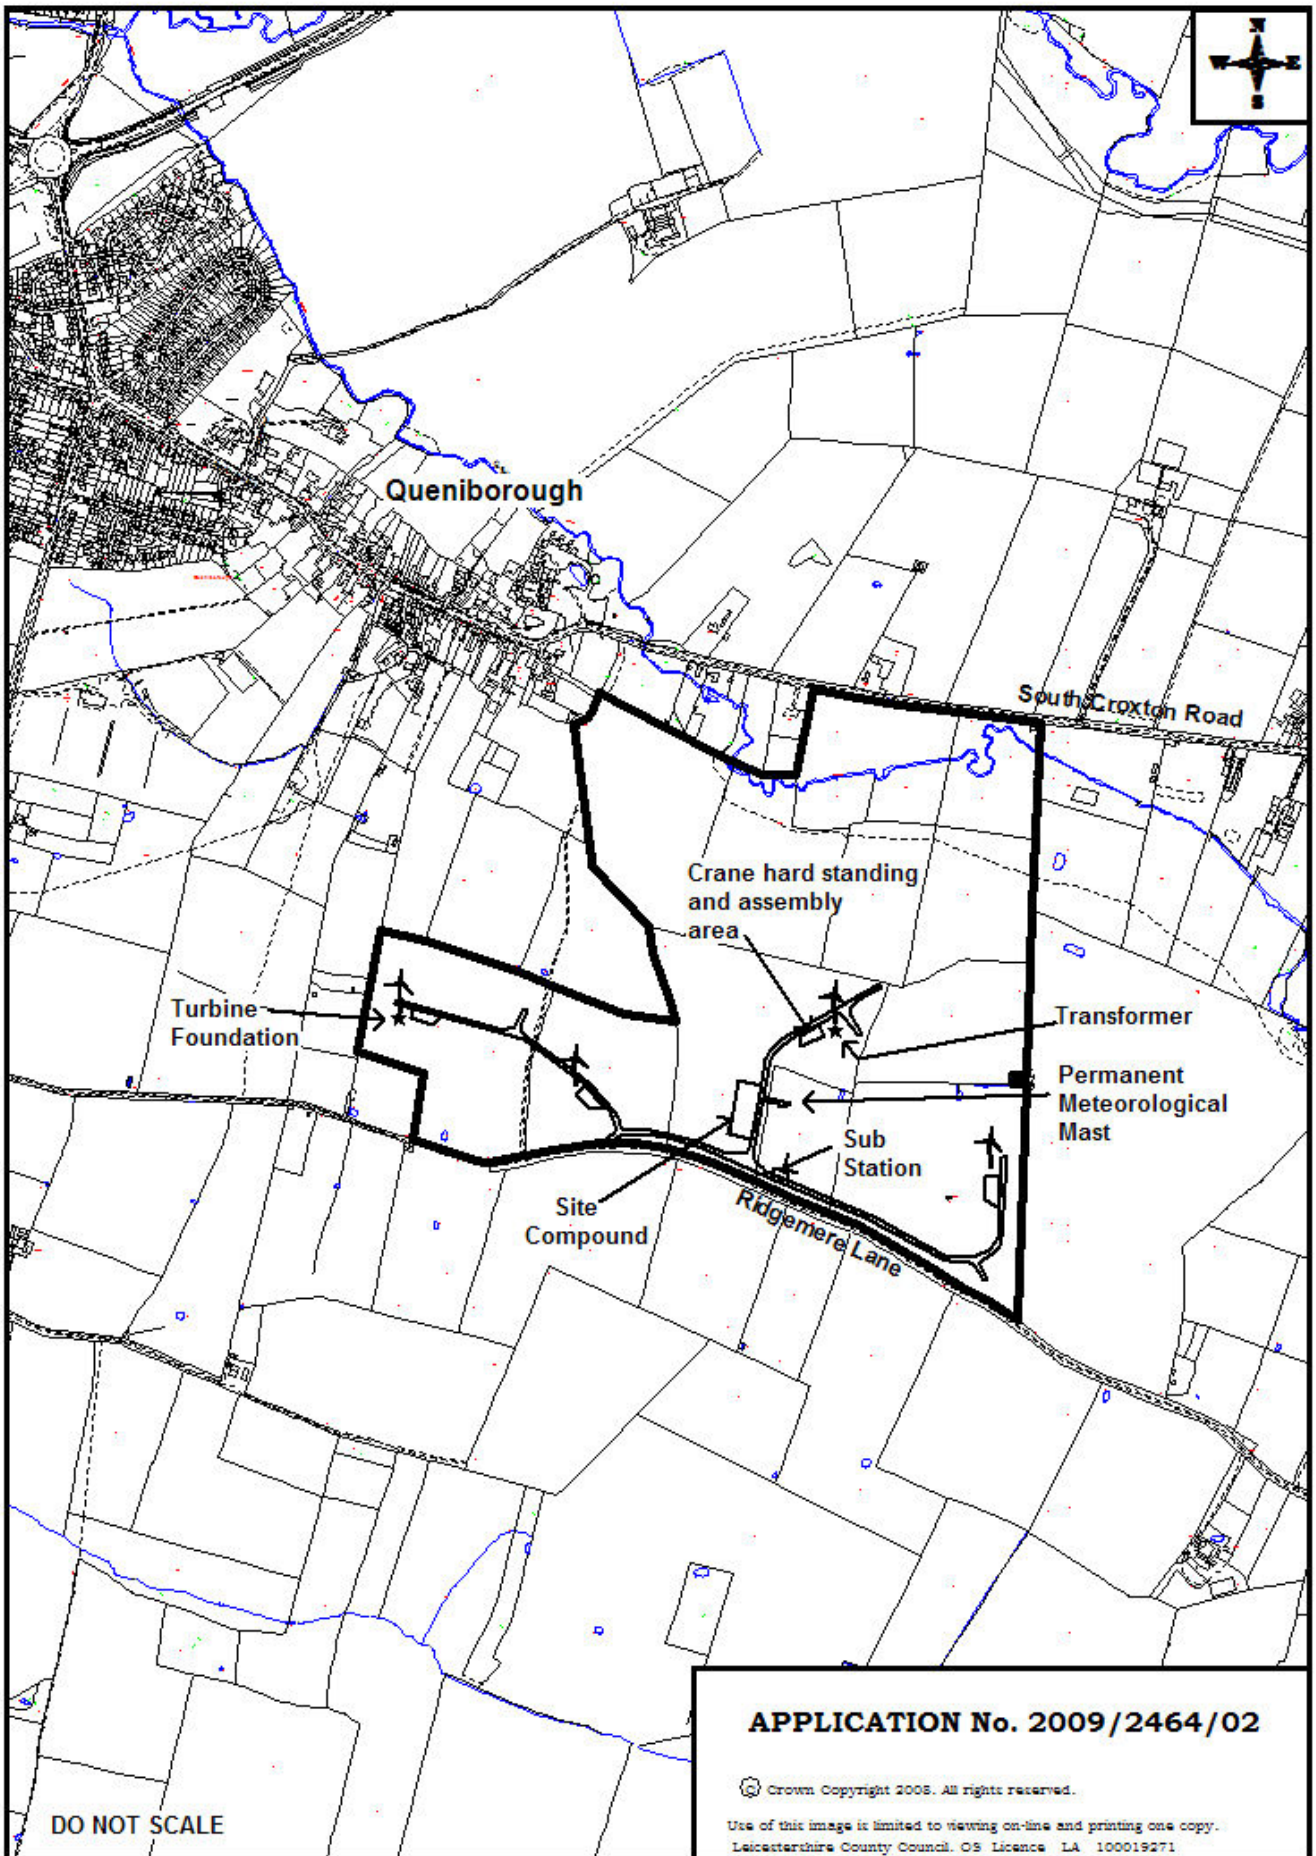 N
W E
S
Queniborough
South Croxton Road
Crane hard standing
and assembly
area
Turbine
Foundation
Transformer
Permanent
Meteorological
Mast
Sub
Station
Site
Compound
Ridgemere Lane
APPLICATION No. 2009/2464/02
© Crown Copyright 2008. All rights reserved.
Use of this image is limited to viewing on-line and printing one copy.
Leicestershire County Council. OS Licence LA 100019271
DO NOT SCALE